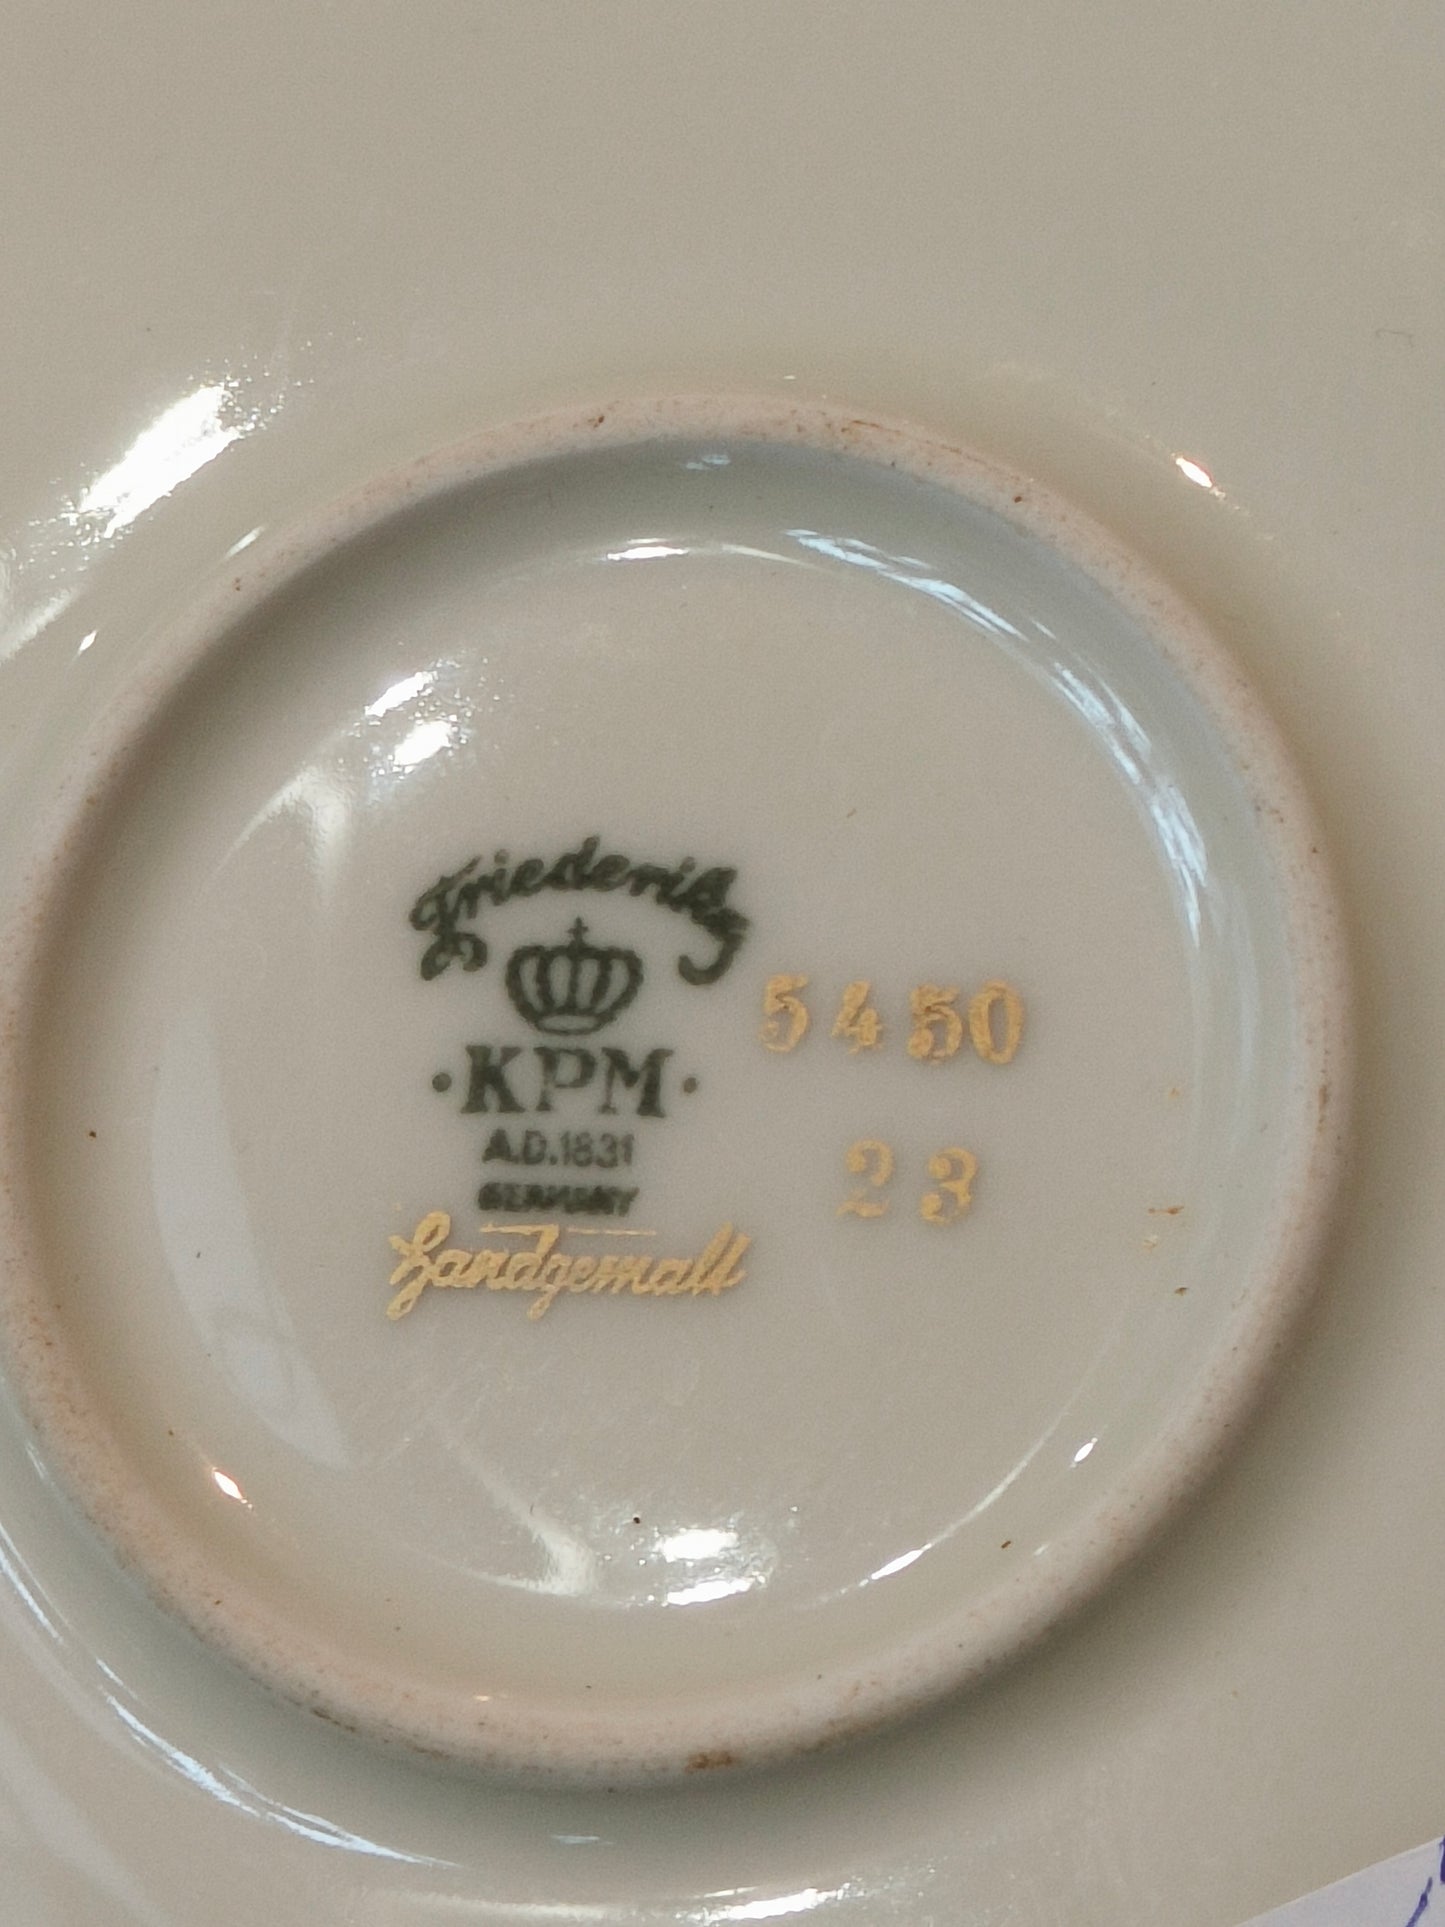 Friederike
·KPM·
A.D.1831
GERMANY
Handgemalt
5450
23